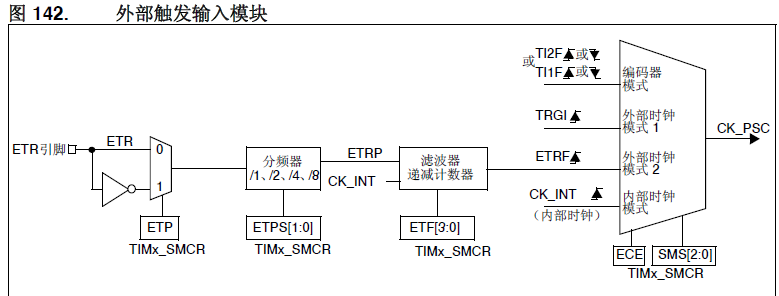 图 142. 外部触发输入模块
或 TI2F 或
TI1F 或
编码器
模式
TRGI
外部时钟
模式 1
CK_PSC
ETR引脚
ETR
0
1
分频器
/1、/2、/4、/8
ETRP
CK_INT
滤波器
递减计数器
ETRF
外部时钟
模式 2
CK_INT
（内部时钟）
内部时钟
模式
ETP
TIMx_SMCR
ETPS[1:0]
TIMx_SMCR
ETF[3:0]
TIMx_SMCR
ECE
SMS[2:0]
TIMx_SMCR